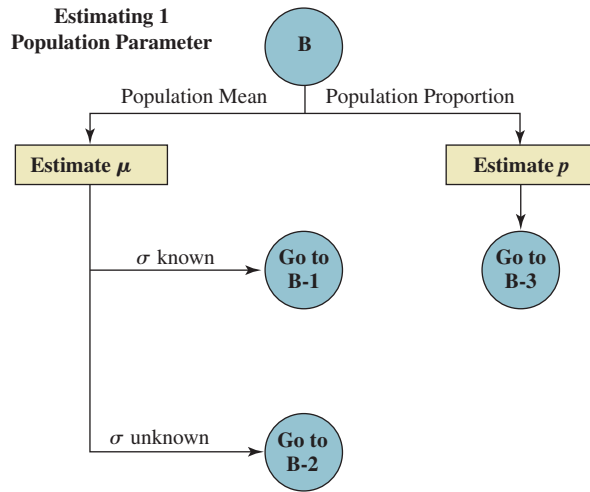 Estimating 1
Population Parameter
B
Population Mean
Population Proportion
Estimate μ
Estimate p
σ known
Go to
B-1
Go to
B-3
σ unknown
Go to
B-2